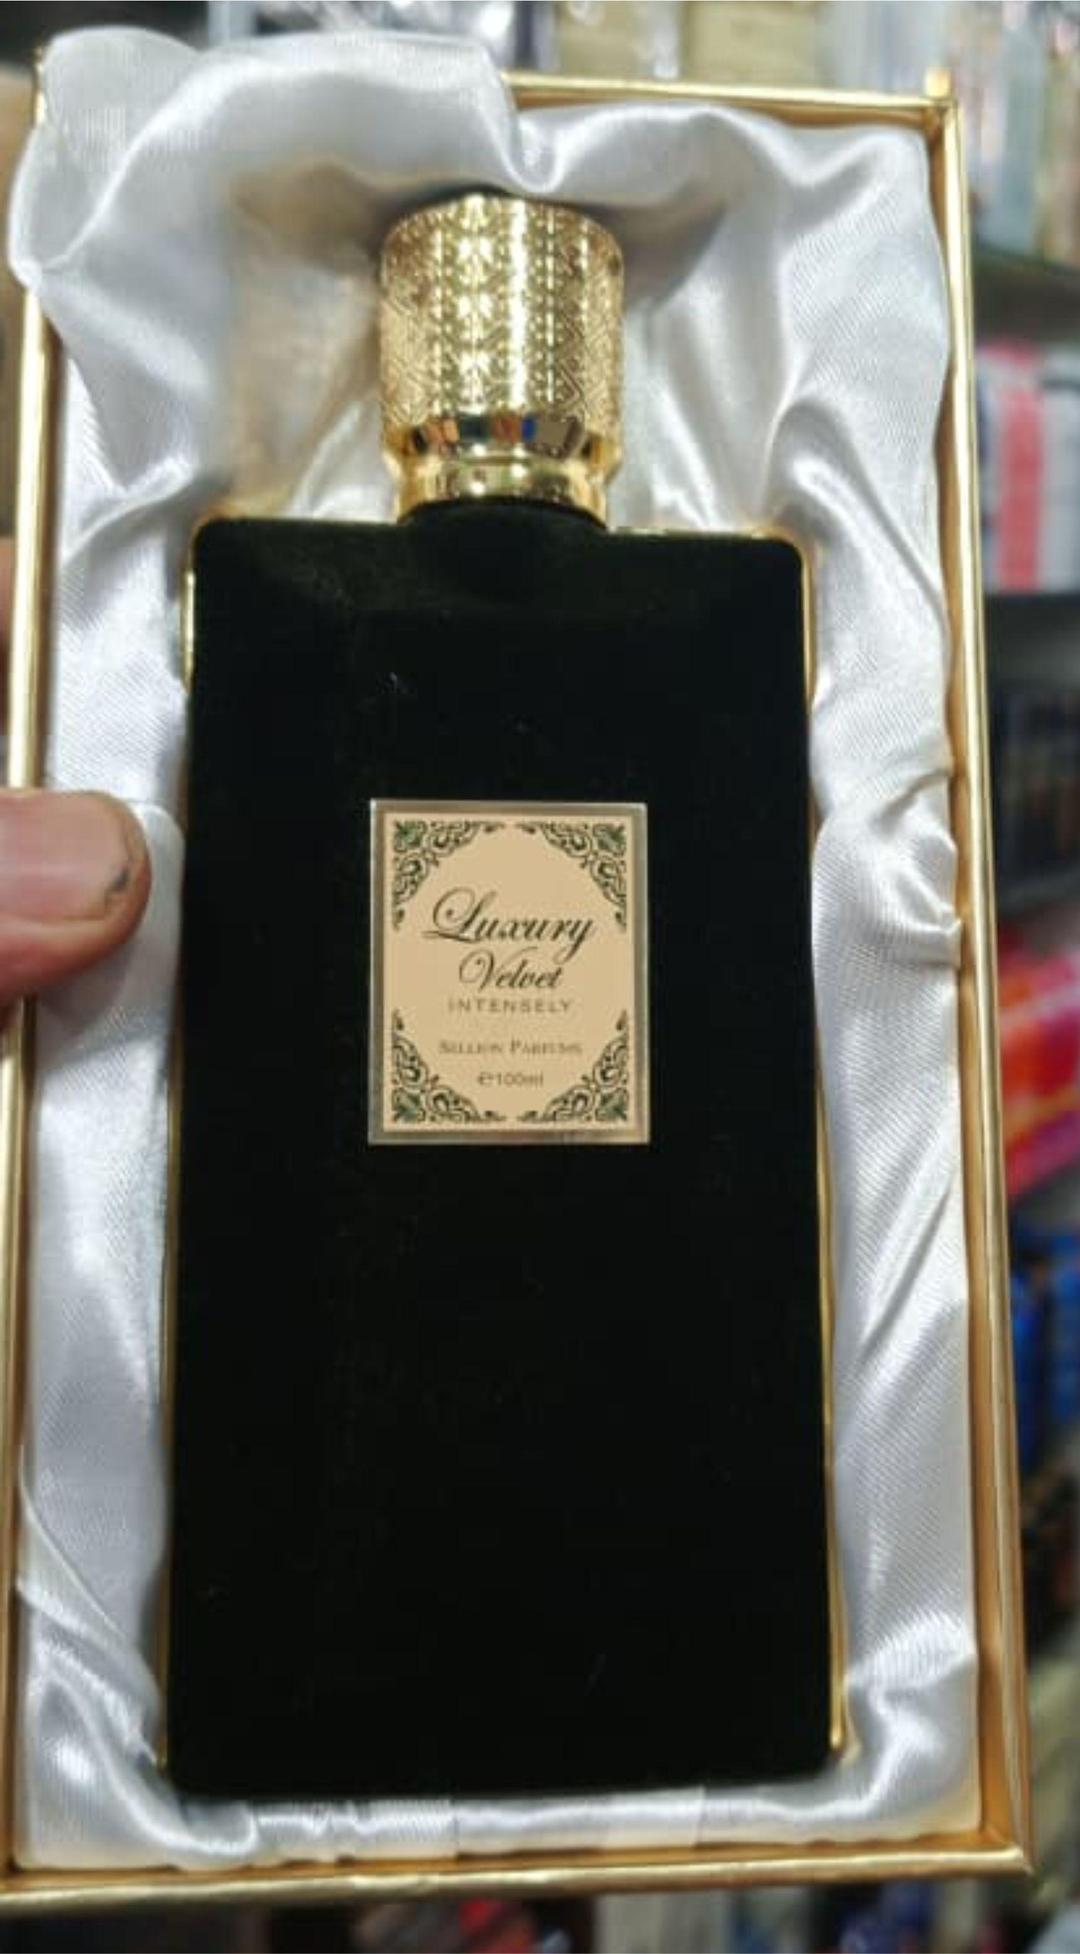 Luxury
Velvet
INTENSELY
SELLION PARFUMS
℮100ml